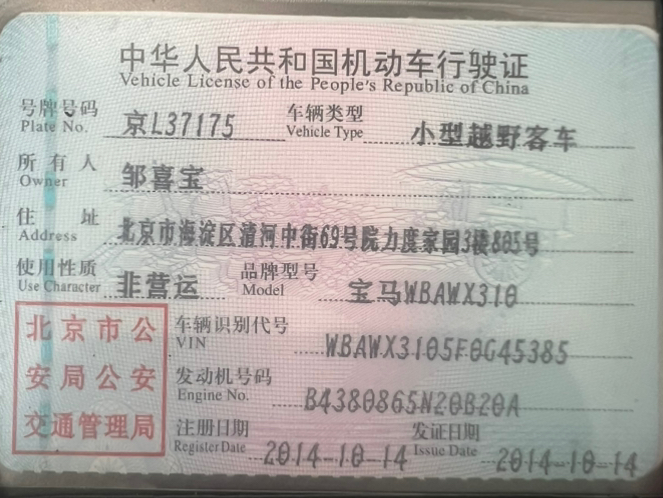 中华人民共和国机动车行驶证
Vehicle License of the People's Republic of China
号牌号码 京L37175 车辆类型 小型越野客车
Plate No. Vehicle Type
所有人 邹喜宝
Owner
住址 北京市海淀区清河中街69号院力度家园3楼805号
Address
使用性质 非营运 品牌型号 宝马WBAWX310
Use Character Model
北京市公安局公安交通管理局
车辆识别代号 WBAWX3105F0G45385
VIN
发动机号码 B4380865N20B20A
Engine No.
注册日期 2014-10-14 发证日期 2014-10-14
Register Date Issue Date